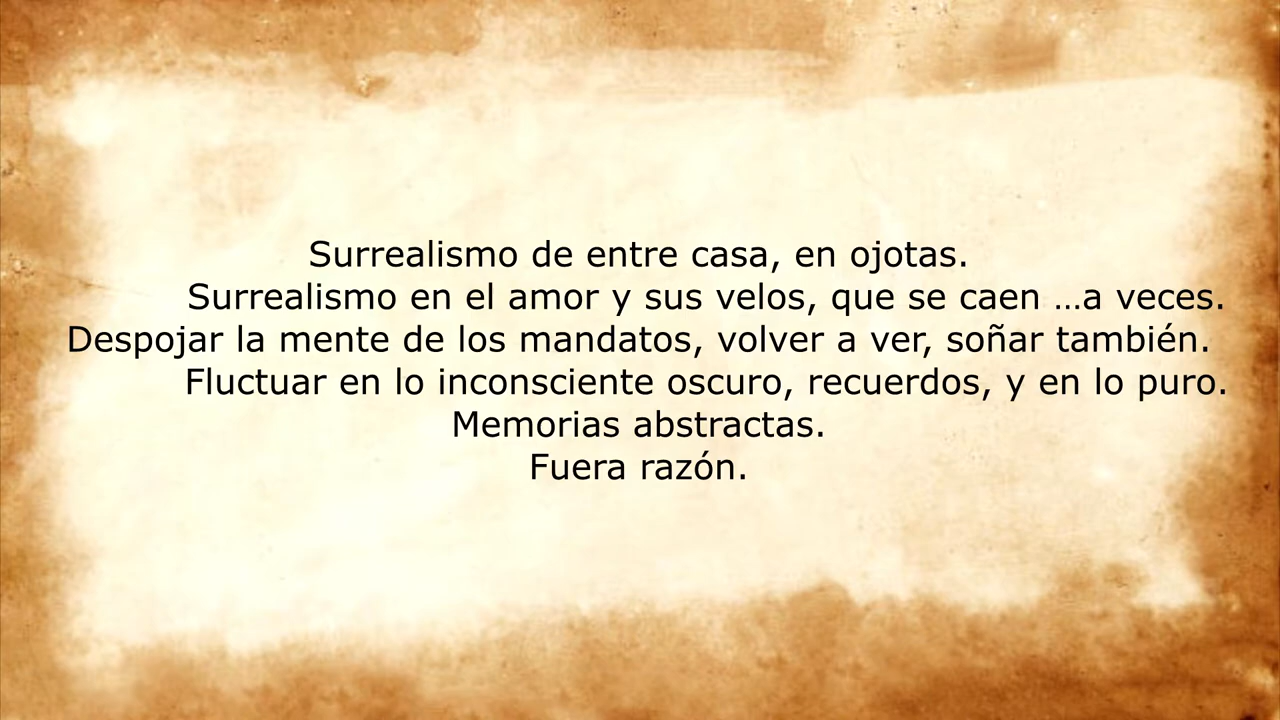 Surrealismo de entre casa, en ojotas.
Surrealismo en el amor y sus velos, que se caen ...a veces.
Despojar la mente de los mandatos, volver a ver, soñar también.
Fluctuar en lo inconsciente oscuro, recuerdos, y en lo puro.
Memorias abstractas.
Fuera razón.